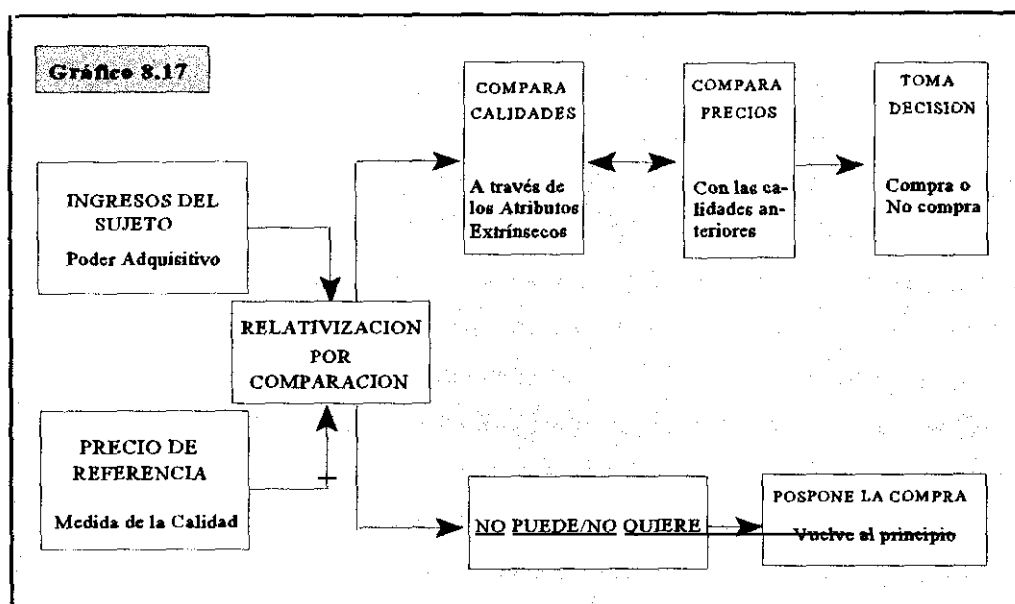 Gráfico 8.17
INGRESOS DEL
SUJETO
Poder Adquisitivo
PRECIO DE
REFERENCIA
Medida de la Calidad
RELATIVIZACION
POR
COMPARACION
COMPARA
CALIDADES
A través de
los Atributos
Extrínsecos
COMPARA
PRECIOS
Con las ca-
lidades an-
teriores
TOMA
DECISION
Compra o
No compra
NO PUEDE/NO QUIERE
POSPONE LA COMPRA
Vuelve al principio